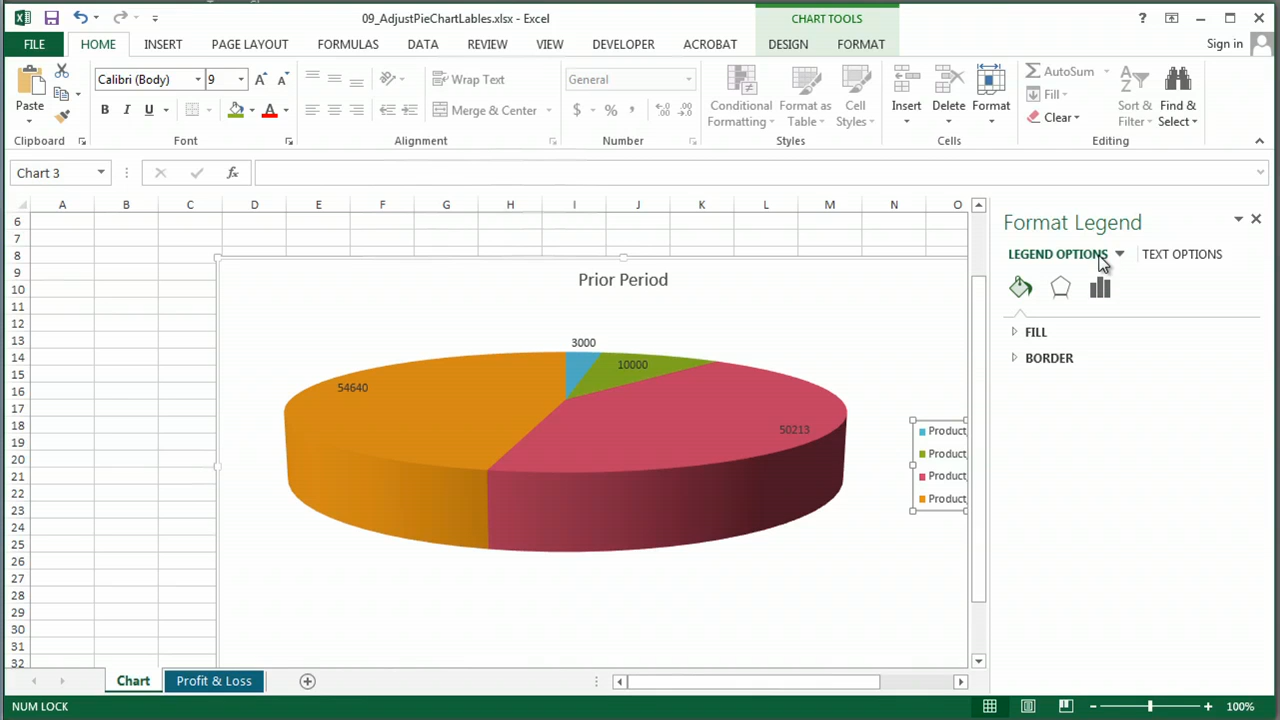 09_AdjustPieChartLables.xlsx - Excel
CHART TOOLS
?
FILE HOME INSERT PAGE LAYOUT FORMULAS DATA REVIEW VIEW DEVELOPER ACROBAT DESIGN FORMAT Sign in
Calibri (Body) 9 A A Wrap Text General AutoSum
Paste B I U A Merge & Center $ % , Conditional Formatting Format as Table Cell Styles Insert Delete Format Fill Clear Sort & Filter Find & Select
Clipboard Font Alignment Number Styles Cells Editing
Chart 3 fx
A B C D E F G H I J K L M N O
6
7
8
9
10
11
12
13
14
15
16
17
18
19
20
21
22
23
24
25
26
27
28
29
30
31
32
Prior Period
3000
10000
54640
50213
Product
Product
Product
Product
Format Legend
LEGEND OPTIONS TEXT OPTIONS
FILL
BORDER
Chart Profit & Loss
NUM LOCK 100%